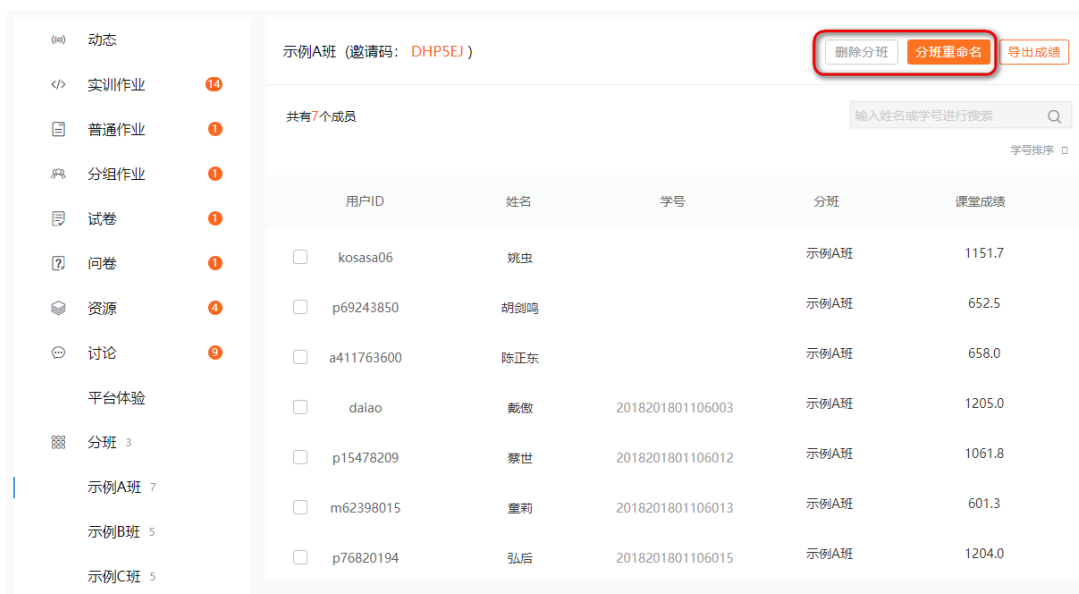 动态
实训作业 14
普通作业 1
分组作业 1
试卷 1
问卷 1
资源 4
讨论 9
平台体验
分班 3
示例A班 7
示例B班 5
示例C班 5
示例A班（邀请码： DHP5EJ ） 删除分班 分班重命名 导出成绩
共有7个成员 输入姓名或学号进行搜索
学号排序
用户ID 姓名 学号 分班 课堂成绩
kosasa06 姚虫 示例A班 1151.7
p69243850 胡剑鸣 示例A班 652.5
a411763600 陈正东 示例A班 658.0
daiao 戴傲 2018201801106003 示例A班 1205.0
p15478209 蔡世 2018201801106012 示例A班 1061.8
m62398015 童莉 2018201801106013 示例A班 601.3
p76820194 弘后 2018201801106015 示例A班 1204.0